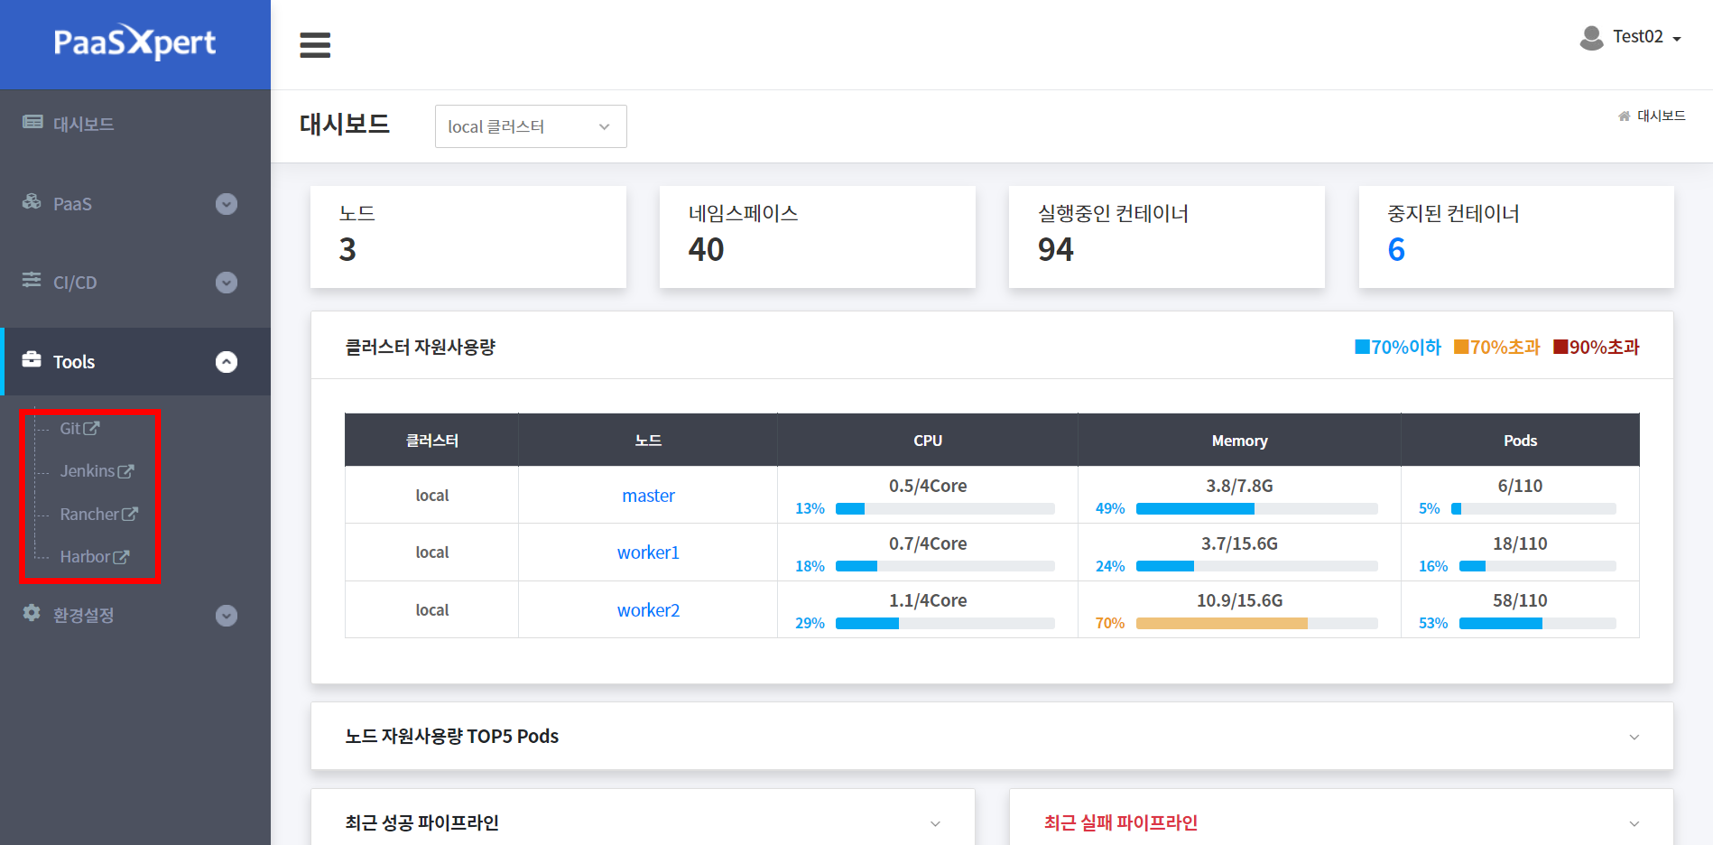 PaaSXpert
Test02
대시보드
PaaS
CI/CD
Tools
Git
Jenkins
Rancher
Harbor
환경설정
대시보드
local 클러스터
대시보드
노드
3
네임스페이스
40
실행중인 컨테이너
94
중지된 컨테이너
6
클러스터 자원사용량
70%이하 70%초과 90%초과
클러스터 노드 CPU Memory Pods
local master 0.5/4Core 13% 3.8/7.8G 49% 6/110 5%
local worker1 0.7/4Core 18% 3.7/15.6G 24% 18/110 16%
local worker2 1.1/4Core 29% 10.9/15.6G 70% 58/110 53%
노드 자원사용량 TOP5 Pods
최근 성공 파이프라인
최근 실패 파이프라인